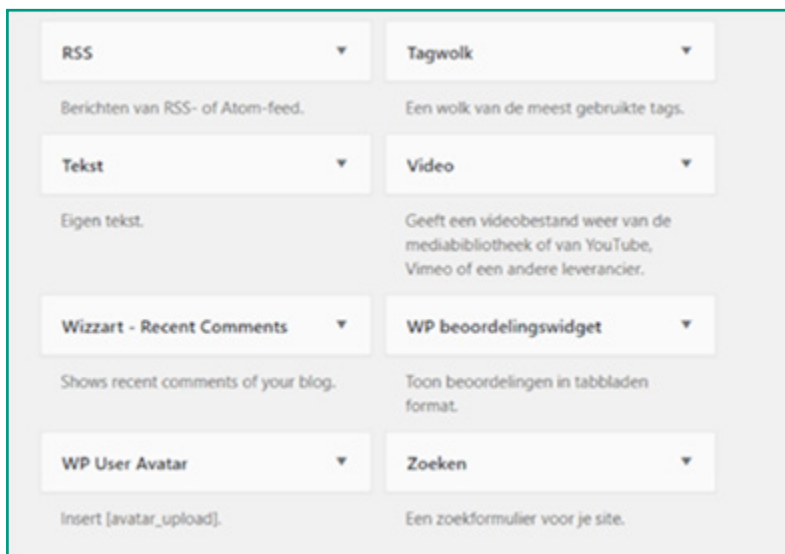 RSS
Tagwolk
Berichten van RSS- of Atom-feed.
Een wolk van de meest gebruikte tags.
Tekst
Video
Eigen tekst.
Geeft een videobestand weer van de
mediabibliotheek of van YouTube,
Vimeo of een andere leverancier.
Wizzart - Recent Comments
WP beoordelingswidget
Shows recent comments of your blog.
Toon beoordelingen in tabbladen
format.
WP User Avatar
Zoeken
Insert [avatar_upload].
Een zoekformulier voor je site.